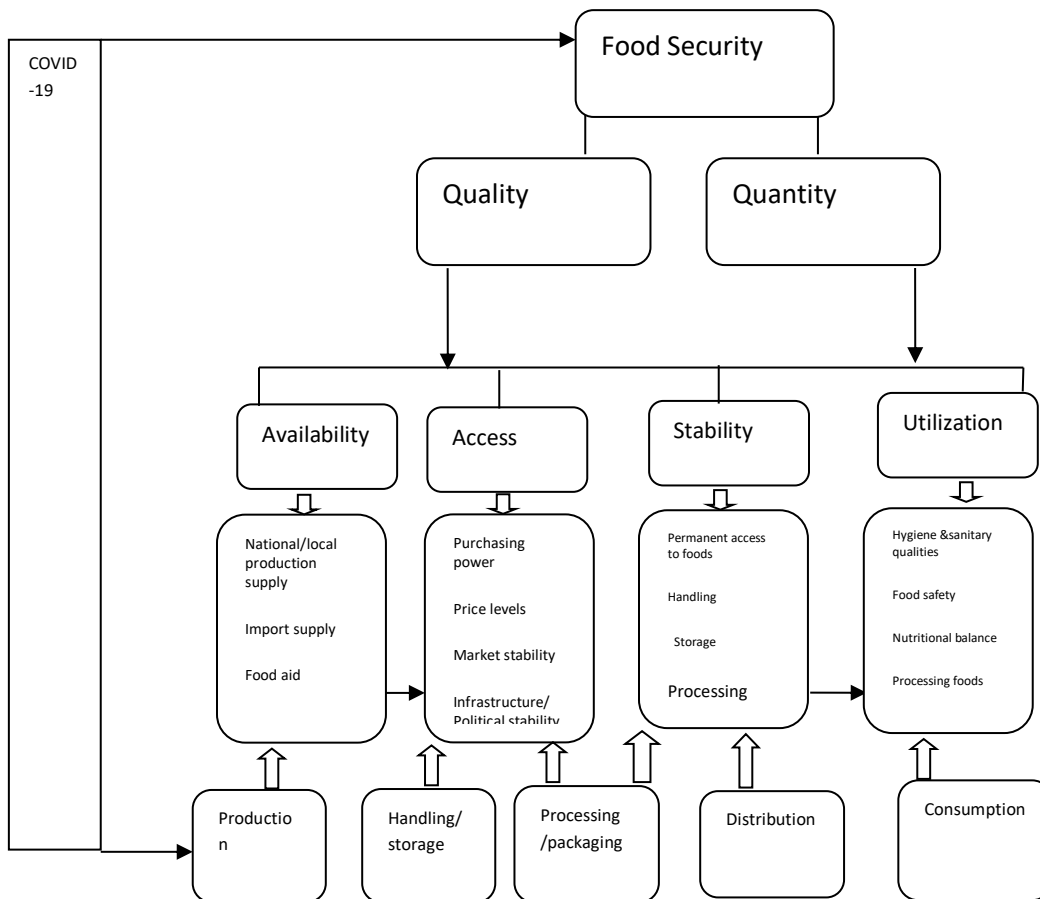 COVID
-19
Food Security
Quality
Quantity
Availability
Access
Stability
Utilization
National/local
production
supply
Import supply
Food aid
Purchasing
power
Price levels
Market stability
Infrastructure/
Political stability
Permanent access
to foods
Handling
Storage
Processing
Hygiene &sanitary
qualities
Food safety
Nutritional balance
Processing foods
Productio
n
Handling/
storage
Processing
/packaging
Distribution
Consumption